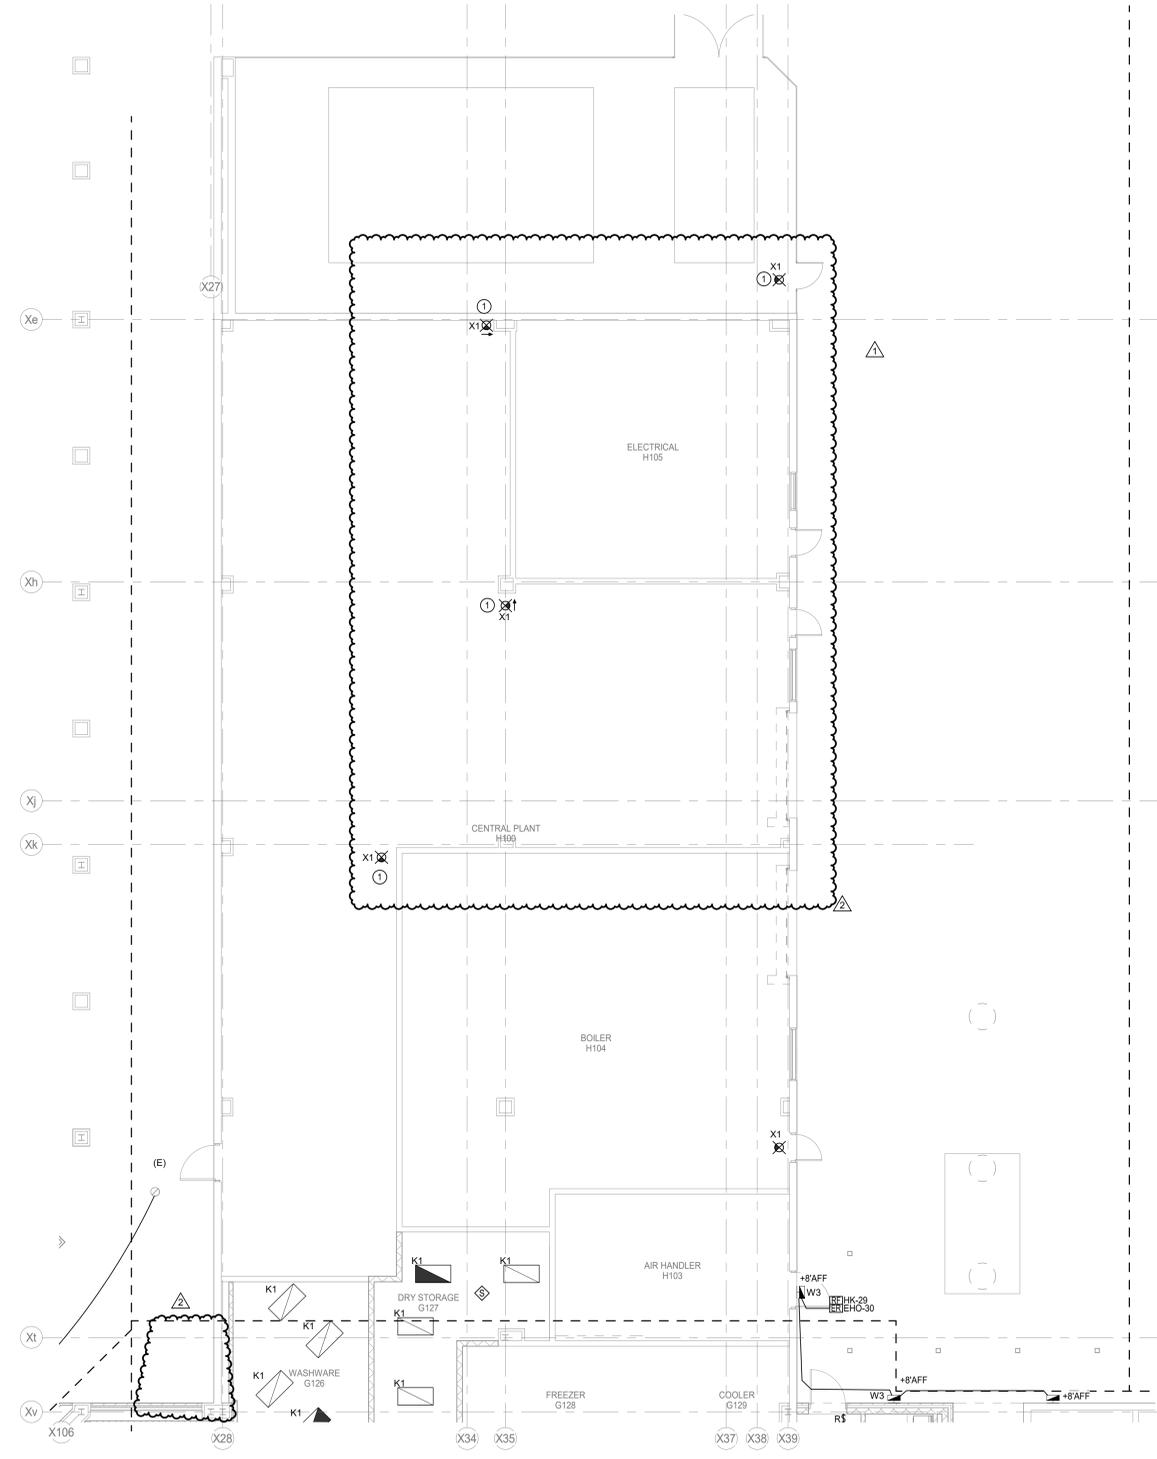 X1
1
X27
1
Xe
X1
1
ELECTRICAL
H105
Xh
1
X1
Xj
CENTRAL PLANT
H100
Xk
X1
1
2
BOILER
H104
X1
(E)
K1
K1
AIR HANDLER
H103
+8'AFF
K1
W3
S
DRY STORAGE
G127
RF HK-29
ER EHO-30
2
K1
K1
Xt
WASHWARE
G126
K1
+8'AFF
FREEZER
G128
COOLER
G129
W3
+8'AFF
Xv
K1
R$
X106
X28
X34
X35
X37
X38
X39